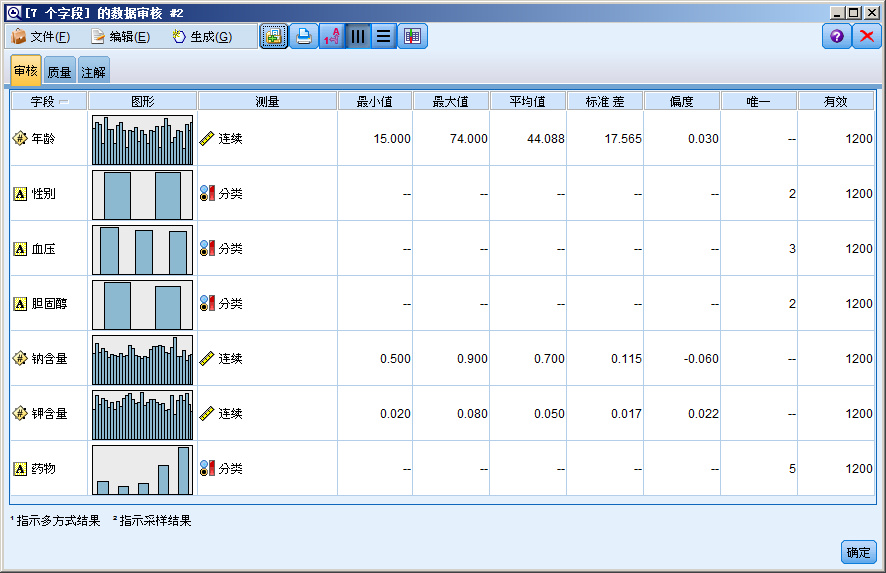 [7 个字段] 的数据审核 #2
文件(F) 编辑(E) 生成(G)
审核 质量 注解
字段 图形 测量 最小值 最大值 平均值 标准 差 偏度 唯一 有效
年龄 连续 15.000 74.000 44.088 17.565 0.030 -- 1200
A 性别 分类 -- -- -- -- -- 2 1200
A 血压 分类 -- -- -- -- -- 3 1200
A 胆固醇 分类 -- -- -- -- -- 2 1200
钠含量 连续 0.500 0.900 0.700 0.115 -0.060 -- 1200
钾含量 连续 0.020 0.080 0.050 0.017 0.022 -- 1200
A 药物 分类 -- -- -- -- -- 5 1200
¹ 指示多方式结果 ² 指示采样结果
确定